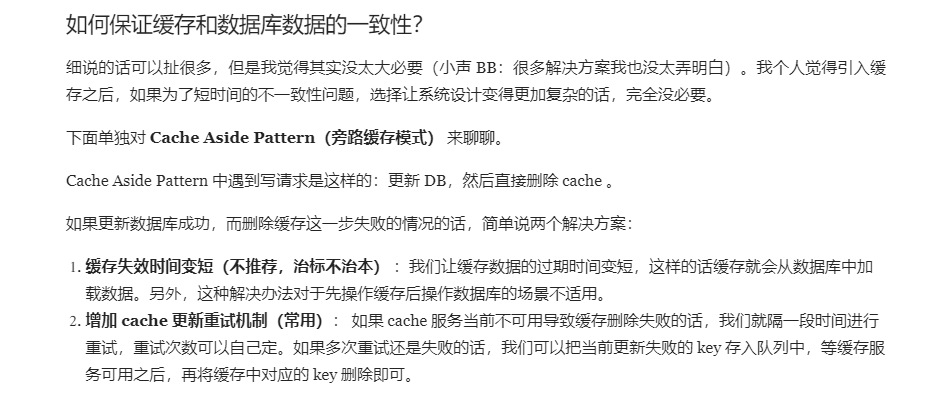 如何保证缓存和数据库数据的一致性？
细说的话可以扯很多，但是我觉得其实没太大必要（小声 BB：很多解决方案我也没太弄明白）。我个人觉得引入缓
存之后，如果为了短时间的不一致性问题，选择让系统设计变得更加复杂的话，完全没必要。
下面单独对 Cache Aside Pattern（旁路缓存模式） 来聊聊。
Cache Aside Pattern 中遇到写请求是这样的：更新 DB，然后直接删除 cache 。
如果更新数据库成功，而删除缓存这一步失败的情况的话，简单说两个解决方案：
1. 缓存失效时间变短（不推荐，治标不治本） ：我们让缓存数据的过期时间变短，这样的话缓存就会从数据库中加
载数据。另外，这种解决办法对于先操作缓存后操作数据库的场景不适用。
2. 增加 cache 更新重试机制（常用）： 如果 cache 服务当前不可用导致缓存删除失败的话，我们就隔一段时间进行
重试，重试次数可以自己定。如果多次重试还是失败的话，我们可以把当前更新失败的 key 存入队列中，等缓存服
务可用之后，再将缓存中对应的 key 删除即可。